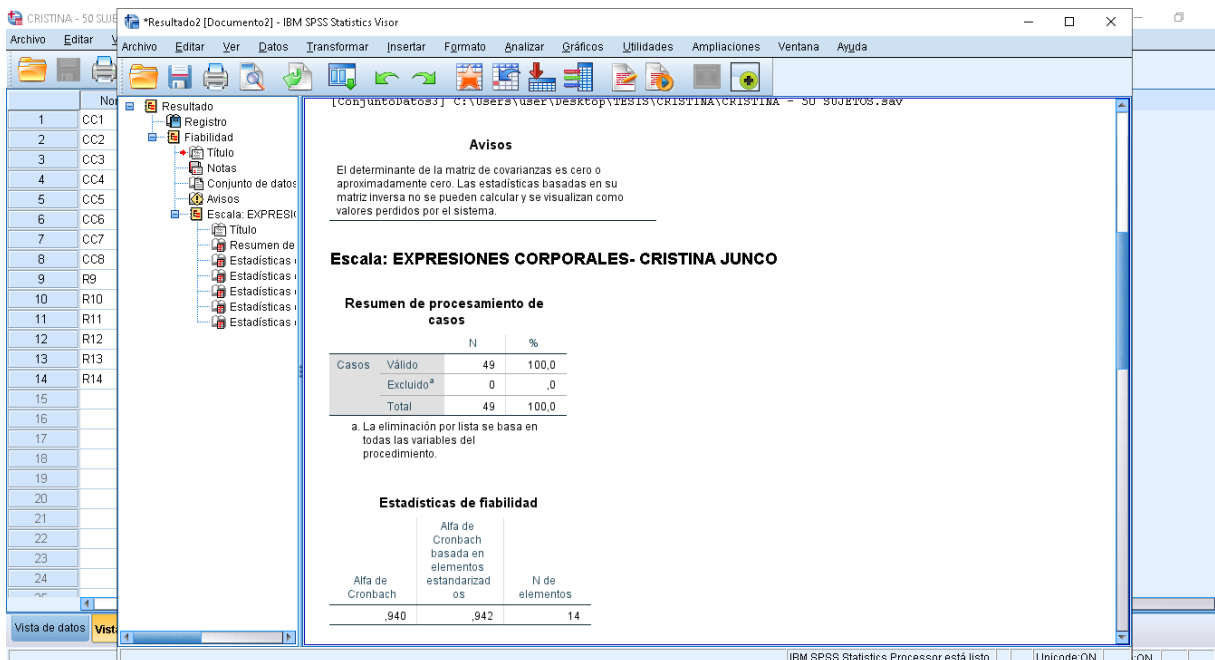 CRISTINA - 50 SUJE
*Resultado2 [Documento2] - IBM SPSS Statistics Visor
Archivo Editar
Archivo Editar Ver Datos Transformar Insertar Formato Analizar Gráficos Utilidades Ampliaciones Ventana Ayuda
1 CC1
2 CC2
3 CC3
4 CC4
5 CC5
6 CC6
7 CC7
8 CC8
9 R9
10 R10
11 R11
12 R12
13 R13
14 R14
15
16
17
18
19
20
21
22
23
24
Vista de datos
Resultado
Registro
Fiabilidad
Título
Notas
Conjunto de datos
Avisos
Escala: EXPRESIO
Título
Resumen de
Estadísticas
Estadísticas
Estadísticas
Estadísticas
Estadísticas
[ConjuntoDatos3] C:\Users\user\Desktop\TESIS\CRISTINA\CRISTINA - 50 SUJETOS.sav
Avisos
El determinante de la matriz de covarianzas es cero o
aproximadamente cero. Las estadísticas basadas en su
matriz inversa no se pueden calcular y se visualizan como
valores perdidos por el sistema.
Escala: EXPRESIONES CORPORALES- CRISTINA JUNCO
Resumen de procesamiento de
casos
N %
Casos Válido 49 100,0
Excluido^a 0 ,0
Total 49 100,0
a. La eliminación por lista se basa en
todas las variables del
procedimiento.
Estadísticas de fiabilidad
Alfa de
Cronbach
Alfa de
Cronbach
basada en
elementos
estandarizad
os
N de
elementos
,940 ,942 14
IBM SPSS Statistics Processor está listo
Unicode:ON
:ON